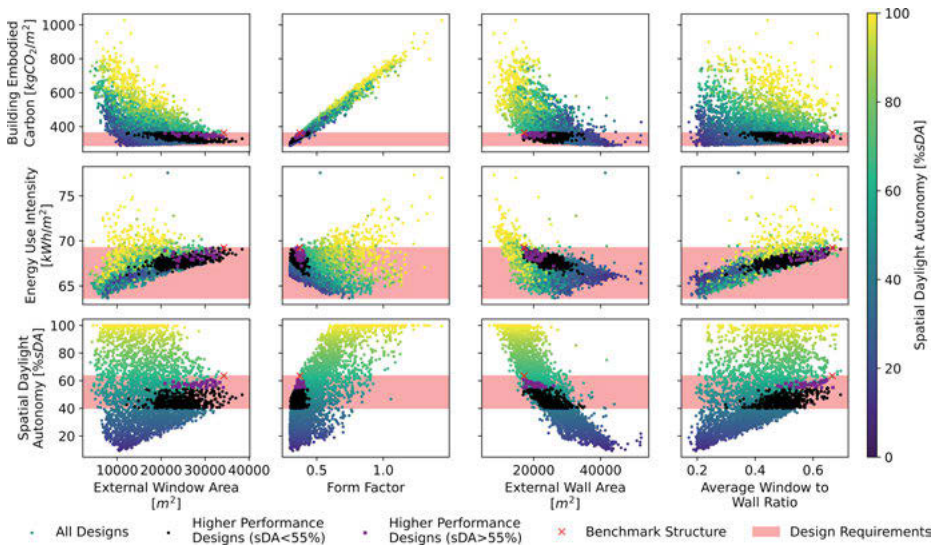 Building Embodied
Carbon [kgCO₂/m²]
1000
800
600
400
Energy Use Intensity
[kWh/m²]
75
70
65
Spatial Daylight
Autonomy [%sDA]
100
80
60
40
20
10000 20000 30000 40000
External Window Area
[m²]
0.5 1.0
Form Factor
20000 40000
External Wall Area
[m²]
0.2 0.4 0.6
Average Window to
Wall Ratio
100
80
60
40
20
0
Spatial Daylight Autonomy [%sDA]
All Designs
Higher Performance
Designs (sDA<55%)
Higher Performance
Designs (sDA>55%)
Benchmark Structure
Design Requirements